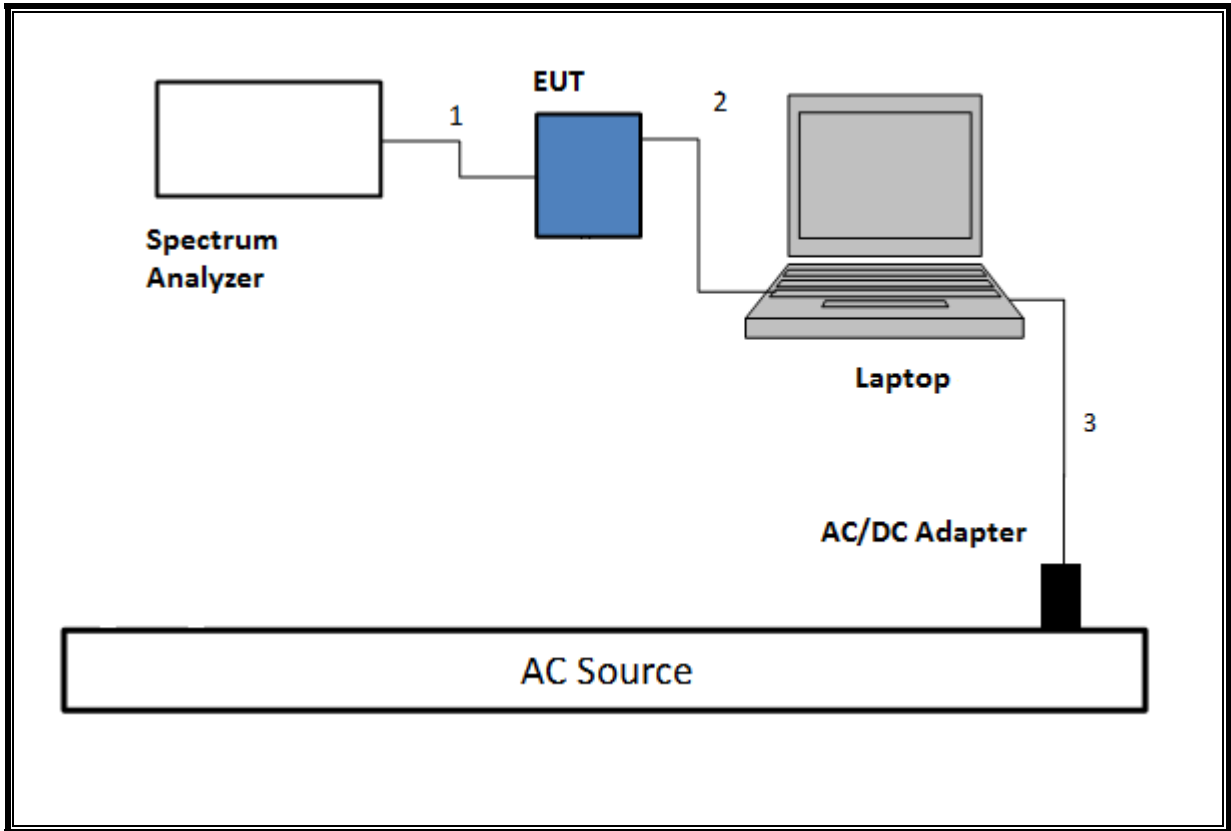 EUT
1
2
Spectrum
Analyzer
Laptop
3
AC/DC Adapter
AC Source